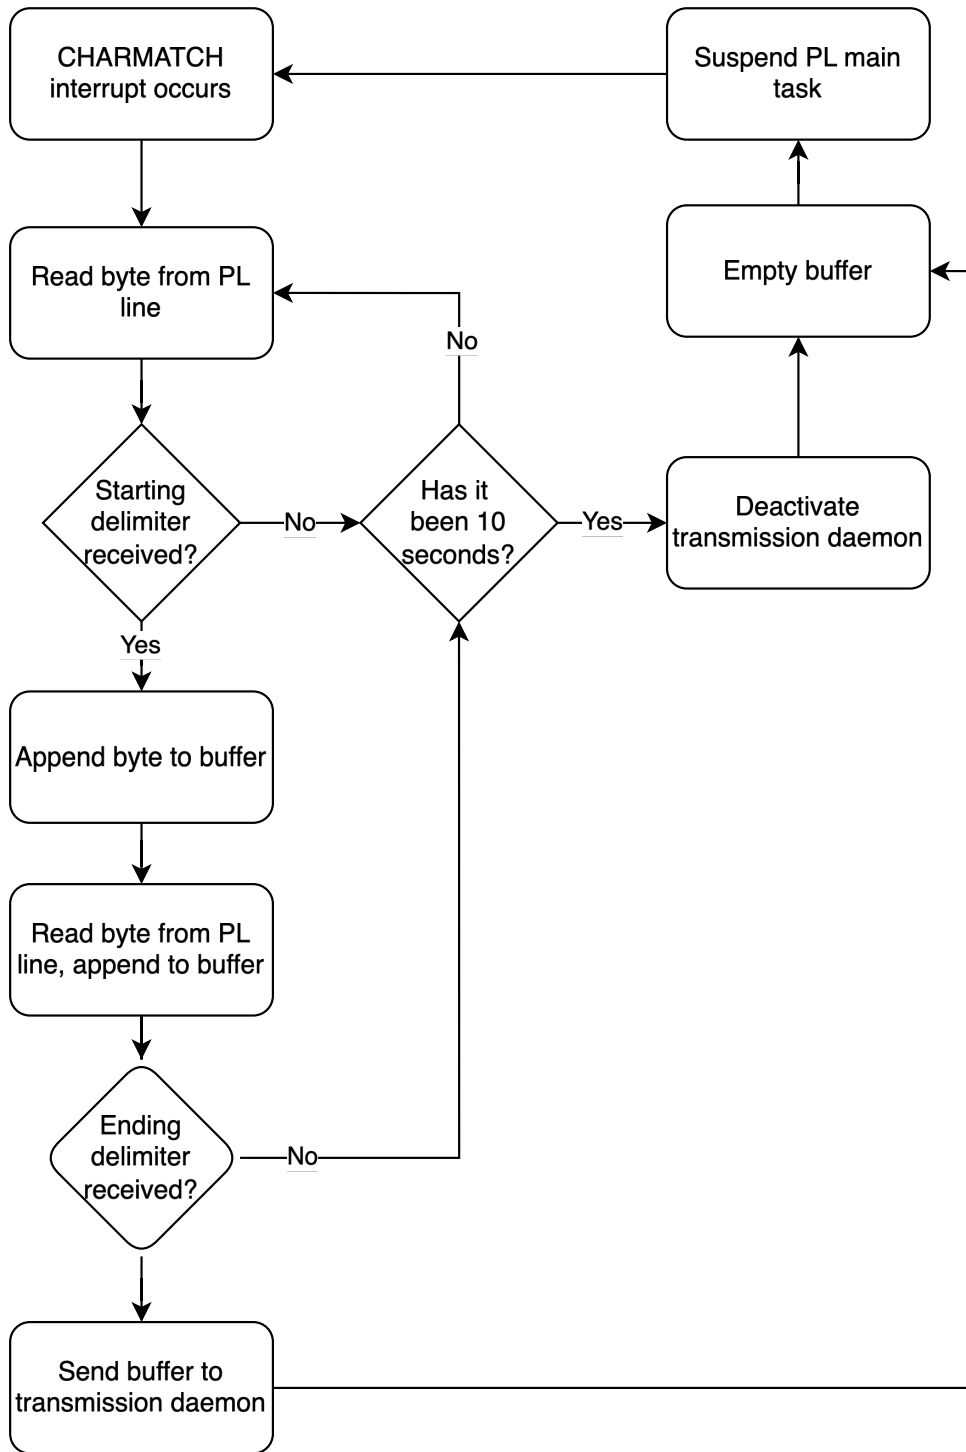 CHARMATCH
interrupt occurs
Suspend PL main
task
Read byte from PL
line
Empty buffer
No
Starting
delimiter
received?
No
Has it
been 10
seconds?
Yes
Deactivate
transmission daemon
Yes
Append byte to buffer
Read byte from PL
line, append to buffer
Ending
delimiter
received?
No
Send buffer to
transmission daemon